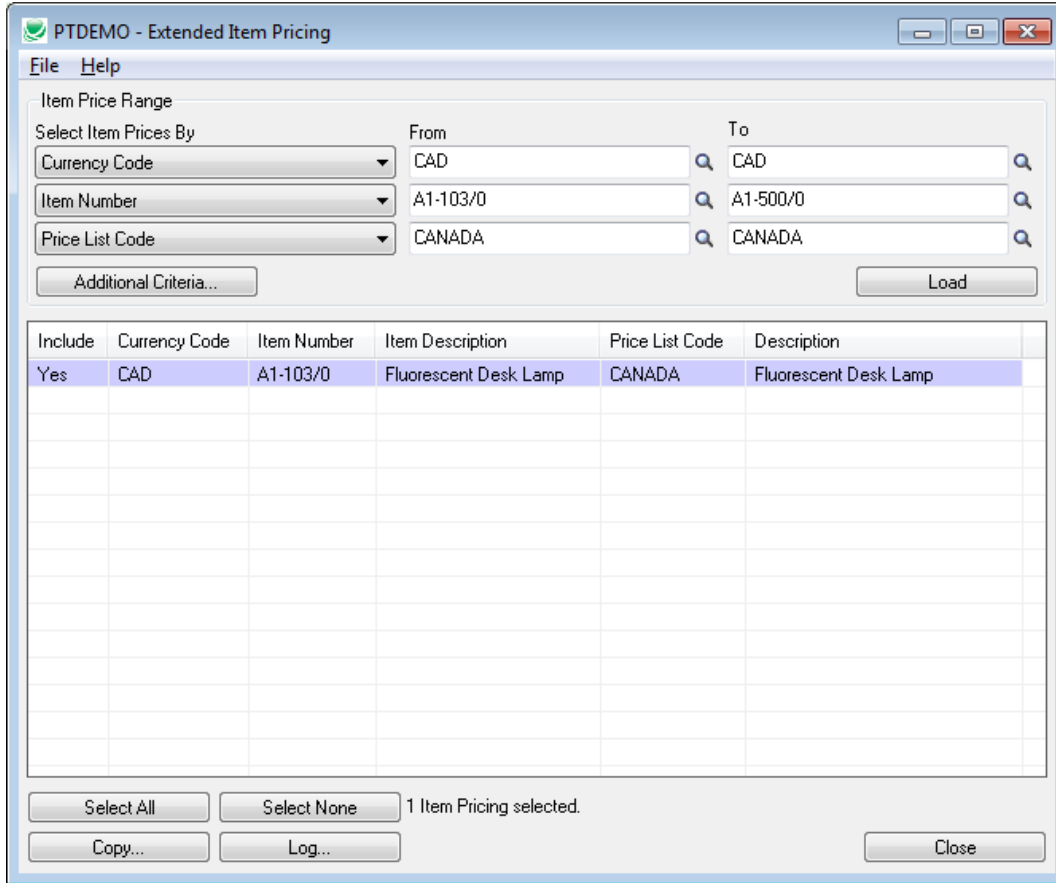 PTDEMO - Extended Item Pricing
File Help
Item Price Range
Select Item Prices By From To
Currency Code CAD CAD
Item Number A1-103/0 A1-500/0
Price List Code CANADA CANADA
Additional Criteria... Load
Include Currency Code Item Number Item Description Price List Code Description
Yes CAD A1-103/0 Fluorescent Desk Lamp CANADA Fluorescent Desk Lamp
Select All Select None 1 Item Pricing selected.
Copy... Log... Close